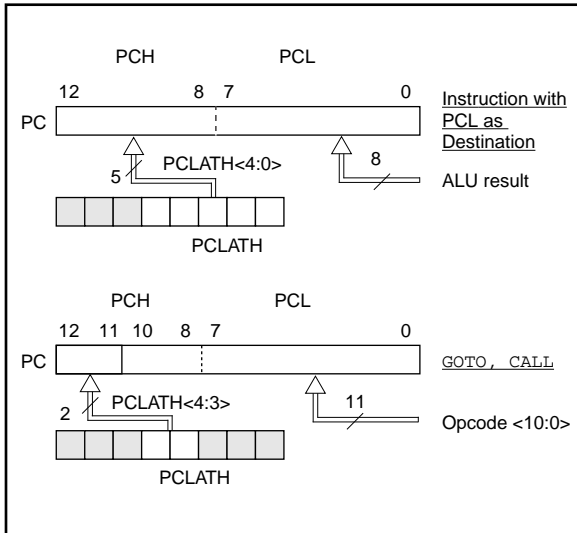 PCH PCL
12 8 7 0
PC
Instruction with
PCL as
Destination
5 PCLATH<4:0>
8
ALU result
PCLATH
PCH PCL
12 11 10 8 7 0
PC
GOTO, CALL
2 PCLATH<4:3>
11
Opcode <10:0>
PCLATH